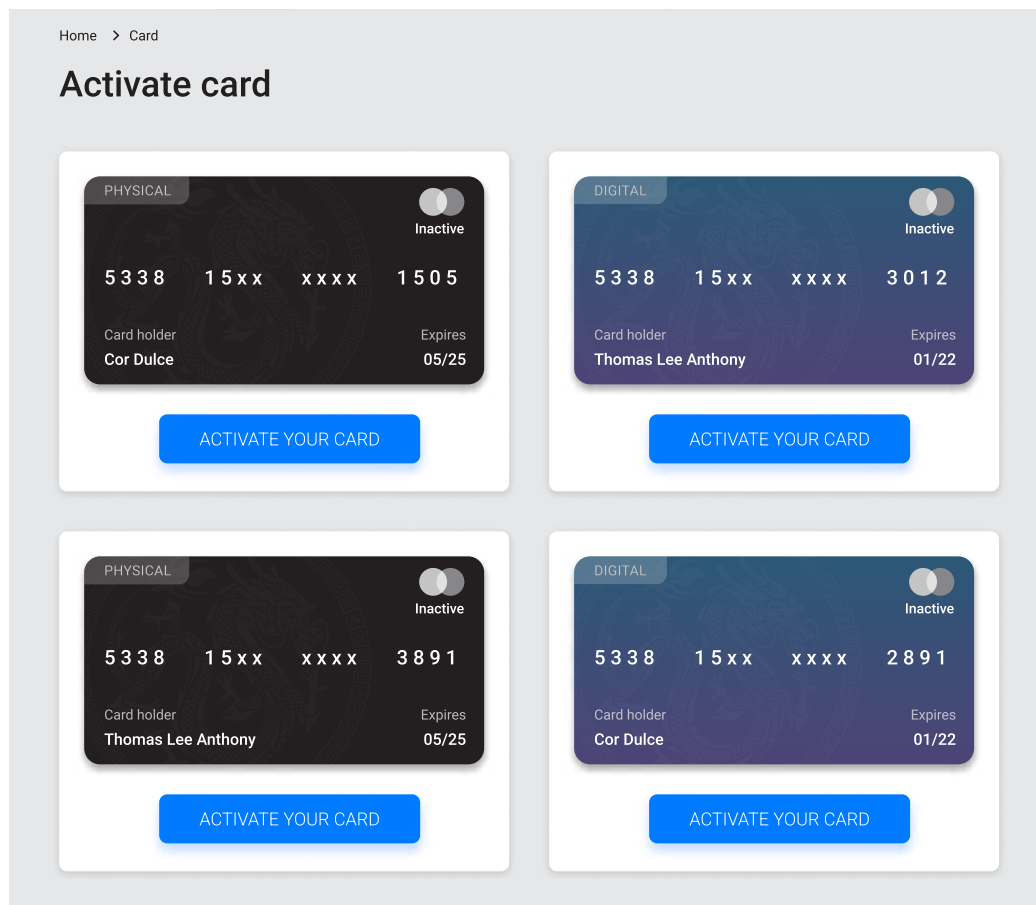 Home > Card
Activate card
PHYSICAL
Inactive
5338 15xx xxxx 1505
Card holder Expires
Cor Dulce 05/25
ACTIVATE YOUR CARD
DIGITAL
Inactive
5338 15xx xxxx 3012
Card holder Expires
Thomas Lee Anthony 01/22
ACTIVATE YOUR CARD
PHYSICAL
Inactive
5338 15xx xxxx 3891
Card holder Expires
Thomas Lee Anthony 05/25
ACTIVATE YOUR CARD
DIGITAL
Inactive
5338 15xx xxxx 2891
Card holder Expires
Cor Dulce 01/22
ACTIVATE YOUR CARD